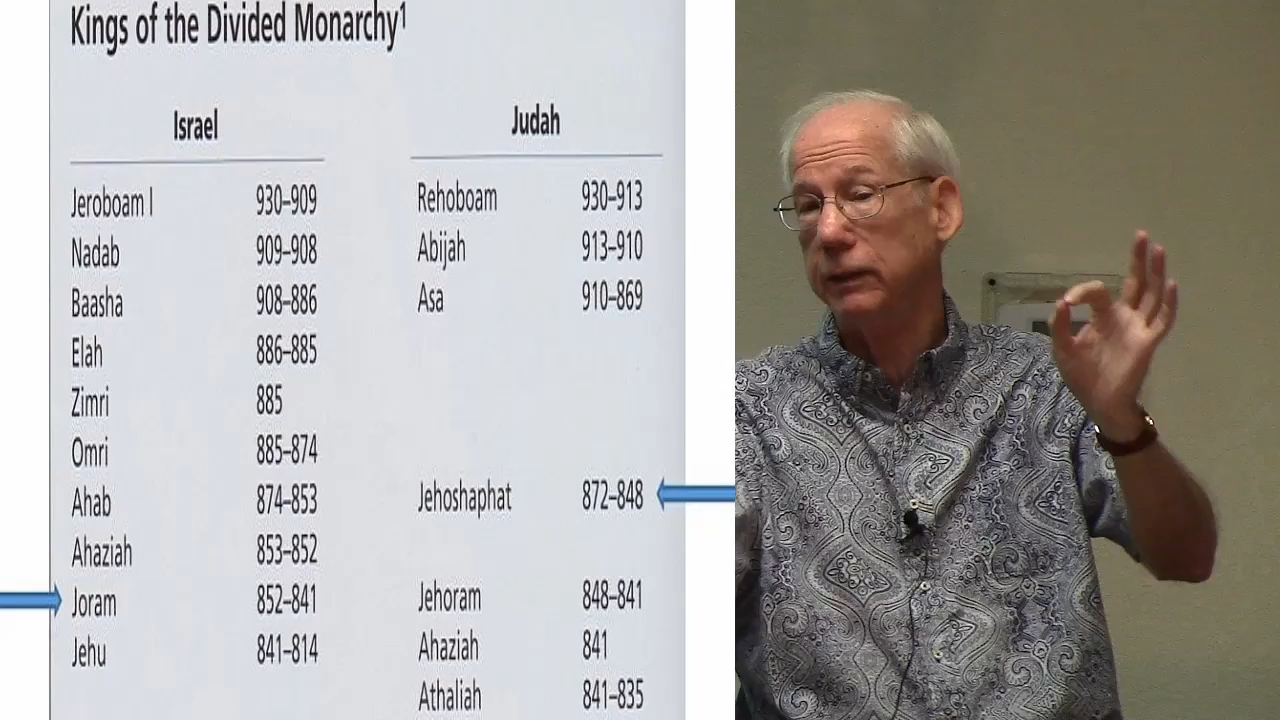 Kings of the Divided Monarchy¹
Israel Judah
Jeroboam I 930–909 Rehoboam 930–913
Nadab 909–908 Abijah 913–910
Baasha 908–886 Asa 910–869
Elah 886–885
Zimri 885
Omri 885–874
Ahab 874–853 Jehoshaphat 872–848
Ahaziah 853–852
Joram 852–841 Jehoram 848–841
Jehu 841–814 Ahaziah 841
Athaliah 841–835